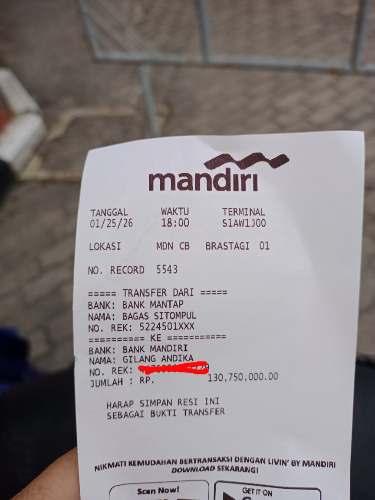 mandırı
TANGGAL WAKTU TERMINAL
01/25/26 18:00 S1AW1J00
LOKASI MDN CB BRASTAGI 01
NO. RECORD 5543
===== TRANSFER DARI =====
BANK: BANK MANTAP
NAMA: BAGAS SITOMPUL
NO. REK: 5224501XXX
========== KE ===========
BANK: BANK MANDIRI
NAMA: GILANG ANDIKA
NO. REK:
JUMLAH : RP. 130,750,000.00
HARAP SIMPAN RESI INI
SEBAGAI BUKTI TRANSFER
NIKMATI KEMUDAHAN BERTRANSAKSI DENGAN LIVIN' BY MANDIRI
DOWNLOAD SEKARANG!
Scan Now! GET IT ON